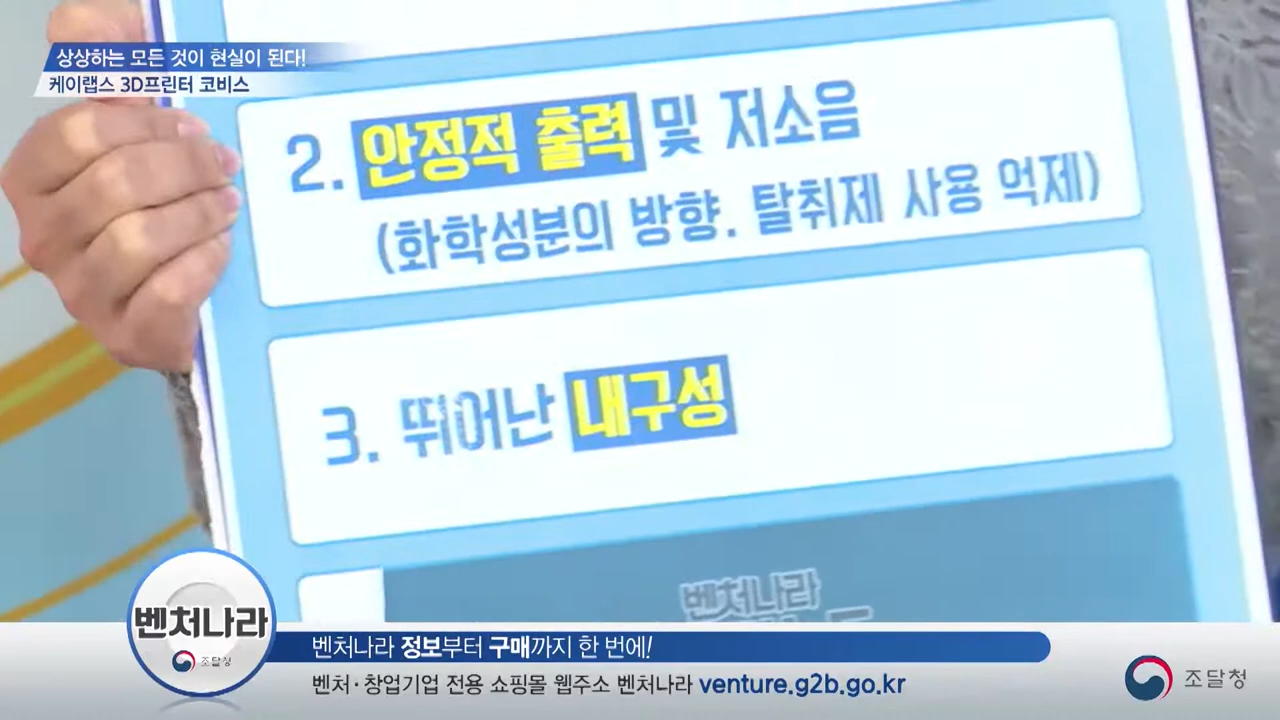 상상하는 모든 것이 현실이 된다!
케이랩스 3D프린터 코비스
2. 안정적 출력 및 저소음
(화학성분의 방향. 탈취제 사용 억제)
3. 뛰어난 내구성
벤처나라
벤처나라
조달청
벤처나라 정보부터 구매까지 한 번에!
벤처·창업기업 전용 쇼핑몰 웹주소 벤처나라 venture.g2b.go.kr
조달청